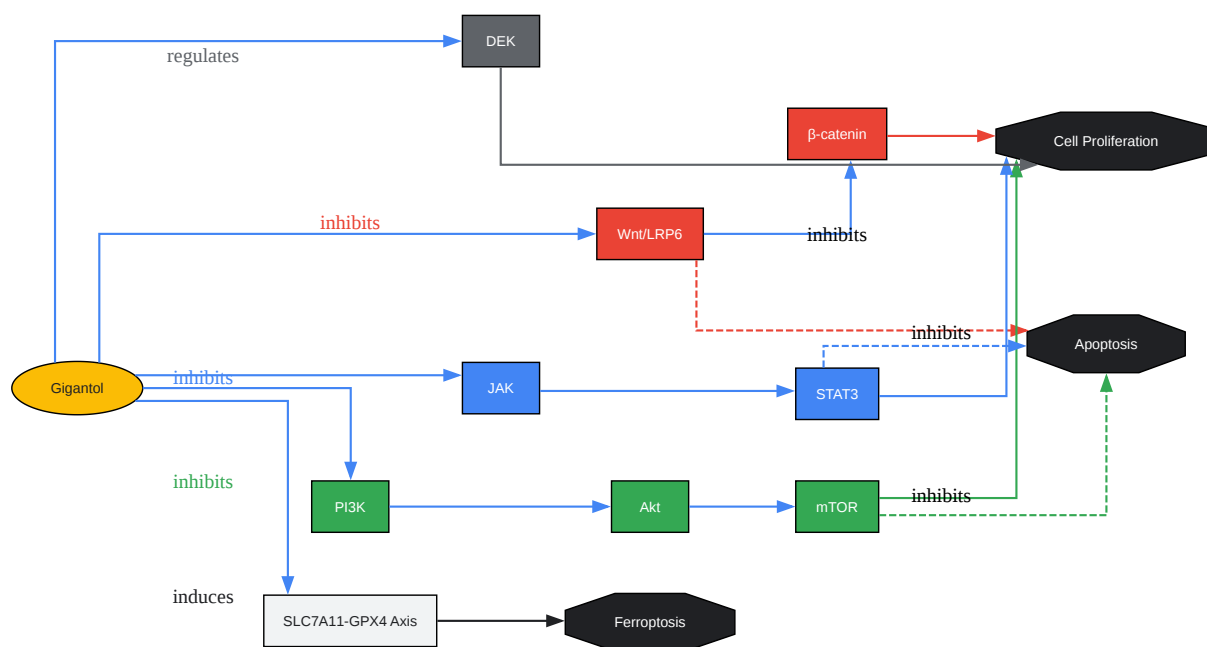 DEK
regulates
β-catenin
Cell Proliferation
inhibits
Wnt/LRP6
inhibits
inhibits
Apoptosis
Gigantol
inhibits
JAK
STAT3
inhibits
PI3K
Akt
mTOR
inhibits
induces
SLC7A11-GPX4 Axis
Ferroptosis